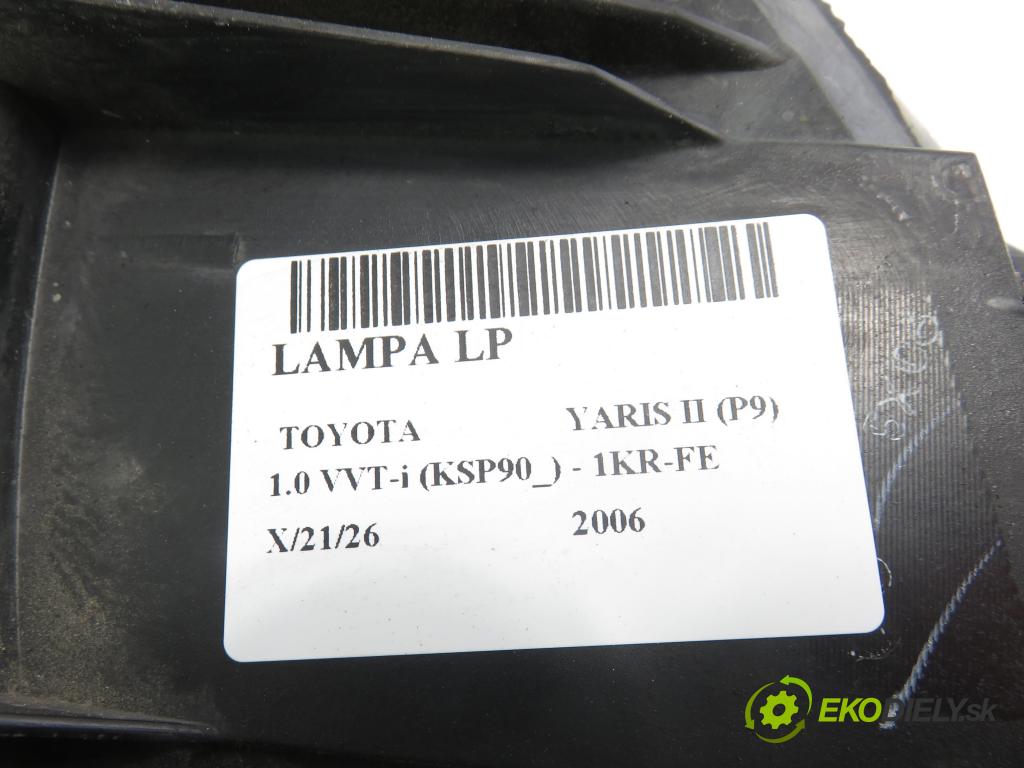 LAMPA LP
TOYOTA YARIS II (P9)
1.0 VVT-i (KSP90_) - 1KR-FE
X/21/26 2006
EKODIELY.sk